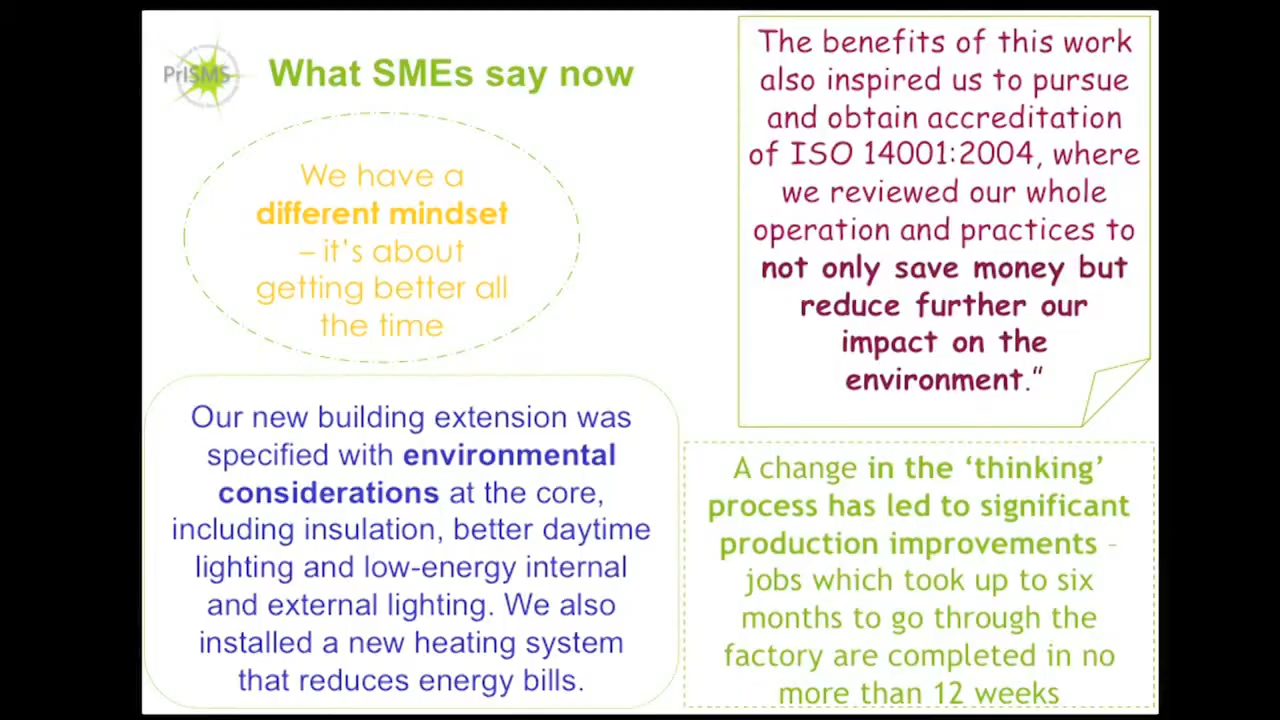 PrISMS
What SMEs say now
We have a
different mindset
– it's about
getting better all
the time
The benefits of this work
also inspired us to pursue
and obtain accreditation
of ISO 14001:2004, where
we reviewed our whole
operation and practices to
not only save money but
reduce further our
impact on the
environment.”
Our new building extension was
specified with environmental
considerations at the core,
including insulation, better daytime
lighting and low-energy internal
and external lighting. We also
installed a new heating system
that reduces energy bills.
A change in the ‘thinking’
process has led to significant
production improvements –
jobs which took up to six
months to go through the
factory are completed in no
more than 12 weeks